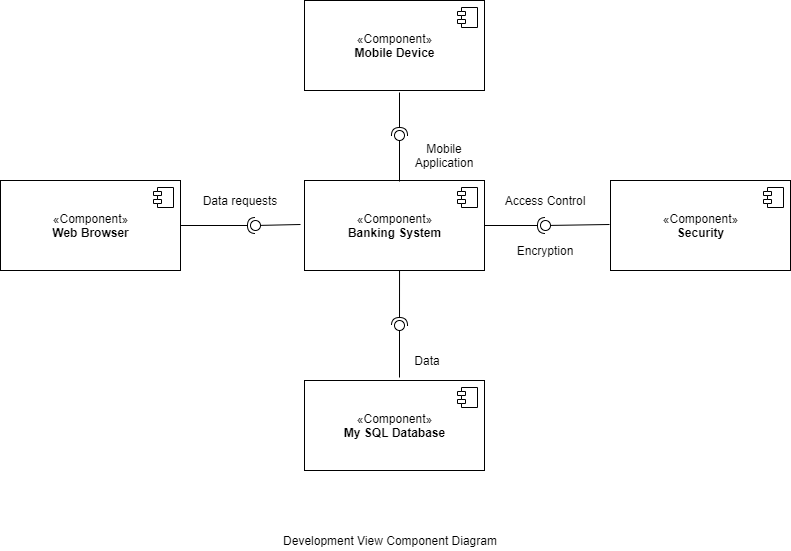 «Component»
Mobile Device
Mobile
Application
«Component»
Web Browser
Data requests
«Component»
Banking System
Access Control
Encryption
«Component»
Security
Data
«Component»
My SQL Database
Development View Component Diagram